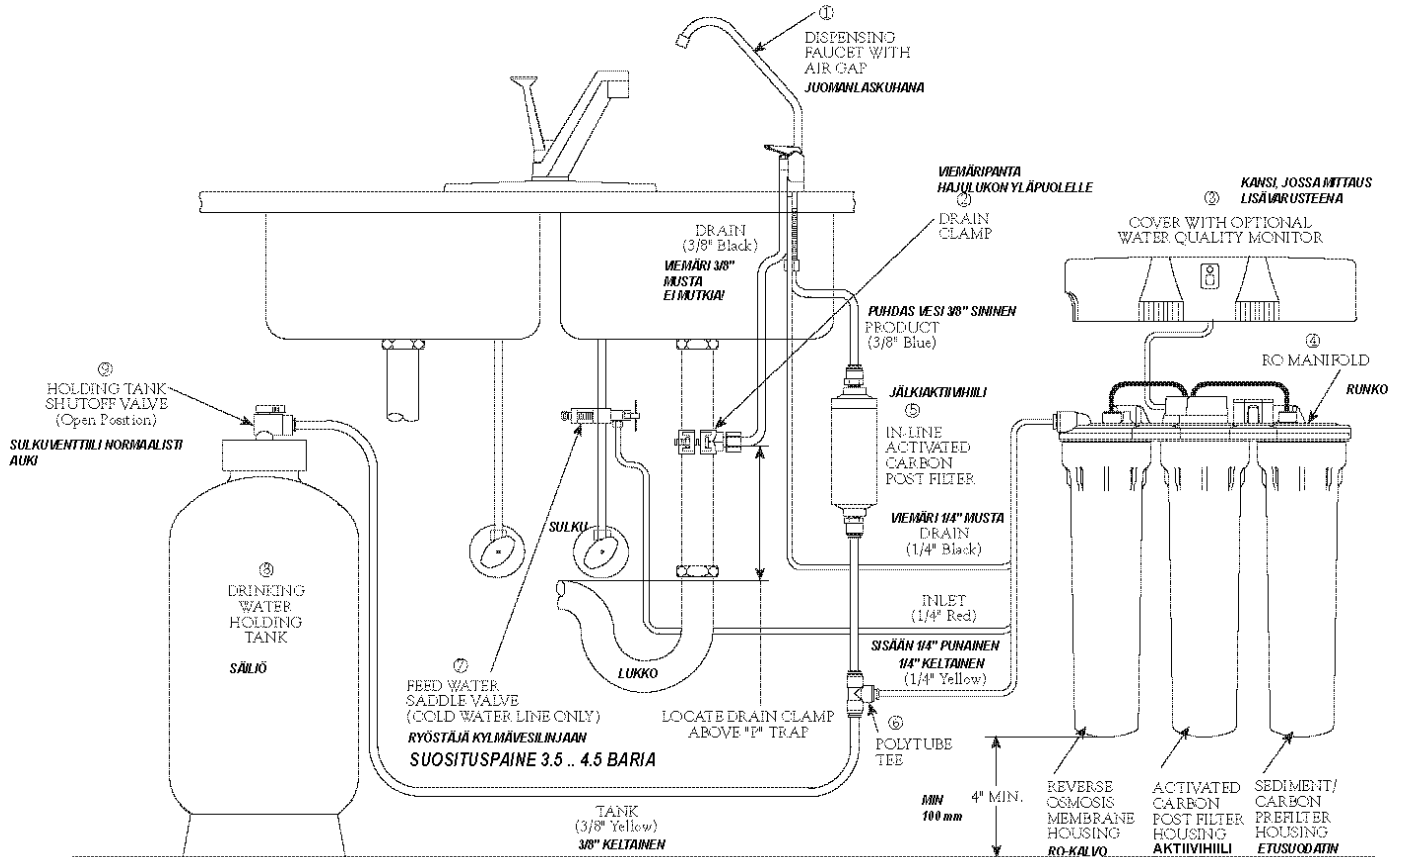 ①
DISPENSING
FAUCET WITH
AIR GAP
JUOMANLASKUHANA
VIEMÄRIPANTA
HAJULUKON YLÄPUOLELLE
②
DRAIN
CLAMP
KANSI, JOSSA MITTAUS
LISÄVARUSTEENA
③
COVER WITH OPTIONAL
WATER QUALITY MONITOR
DRAIN
(3/8" Black)
VIEMÄRI 3/8"
MUSTA
EI MUTKIA!
PUHDAS VESI 3/8" SININEN
PRODUCT
(3/8" Blue)
④
RO MANIFOLD
RUNKO
⑨
HOLDING TANK
SHUTOFF VALVE
(Open Position)
SULKUVENTTIILI NORMAALISTI
AUKI
JÄLKIAKTIIVIHIILI
⑤
IN-LINE
ACTIVATED
CARBON
POST FILTER
SULKU
VIEMÄRI 1/4" MUSTA
DRAIN
(1/4" Black)
⑧
DRINKING
WATER
HOLDING
TANK
SÄILIÖ
INLET
(1/4" Red)
SISÄÄN 1/4" PUNAINEN
1/4" KELTAINEN
(1/4" Yellow)
LUKKO
⑦
FEED WATER
SADDLE VALVE
(COLD WATER LINE ONLY)
RYÖSTÄJÄ KYLMÄVESILINJAAN
SUOSITUSPAINE 3.5 .. 4.5 BARIA
LOCATE DRAIN CLAMP
ABOVE "P" TRAP
⑥
POLYTUBE
TEE
TANK
(3/8" Yellow)
3/8" KELTAINEN
MIN
100 mm
4" MIN.
REVERSE
OSMOSIS
MEMBRANE
HOUSING
RO-KALVO
ACTIVATED
CARBON
POST FILTER
HOUSING
AKTIIVIHIILI
SEDIMENT/
CARBON
PREFILTER
HOUSING
ETUSUODATIN